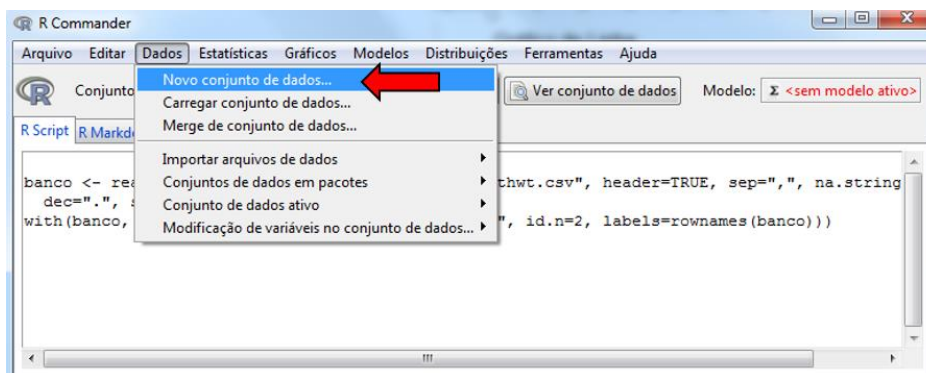 R Commander
Arquivo Editar Dados Estatísticas Gráficos Modelos Distribuições Ferramentas Ajuda
Conjunto Ver conjunto de dados Modelo: Σ <sem modelo ativo>
Novo conjunto de dados...
Carregar conjunto de dados...
Merge de conjunto de dados...
Importar arquivos de dados
Conjuntos de dados em pacotes
Conjunto de dados ativo
Modificação de variáveis no conjunto de dados...
R Script R Markd
banco <- rea thwt.csv", header=TRUE, sep=",", na.string
dec=".", s
with(banco, ", id.n=2, labels=rownames(banco)))